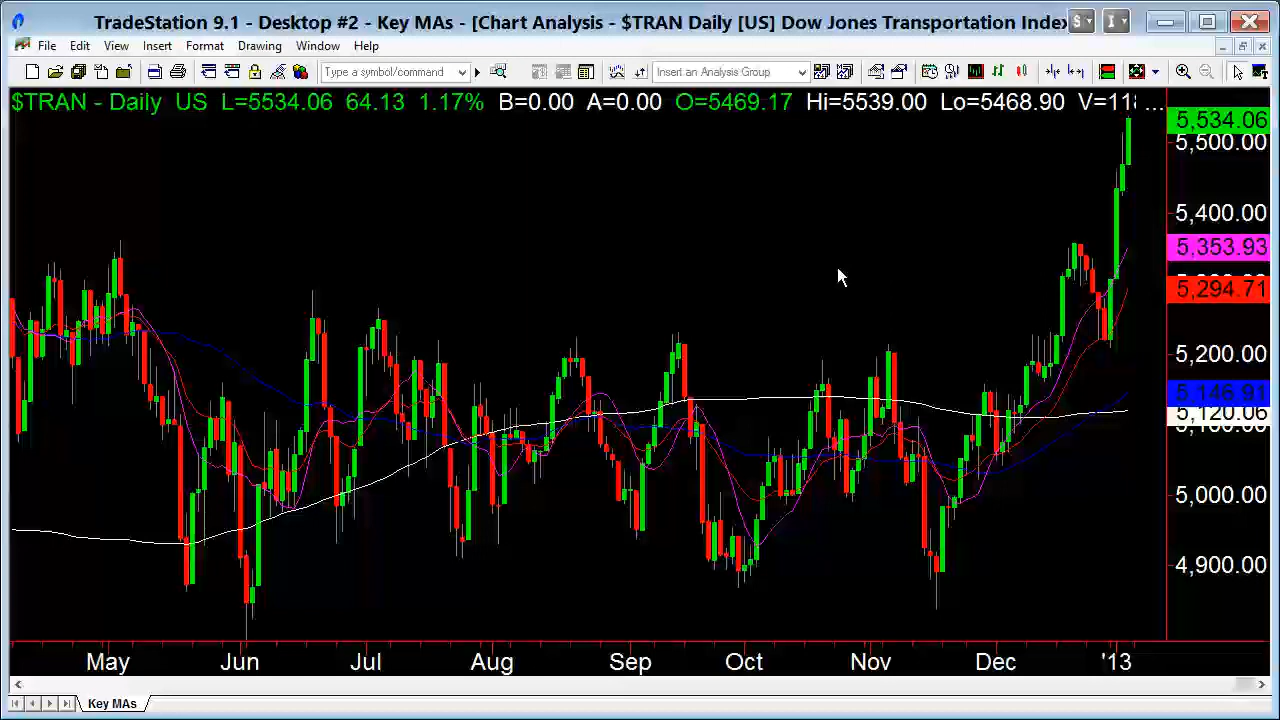 TradeStation 9.1 - Desktop #2 - Key MAs - [Chart Analysis - $TRAN Daily [US] Dow Jones Transportation Index
File Edit View Insert Format Drawing Window Help
Type a symbol/command
Insert an Analysis Group
$TRAN - Daily US L=5534.06 64.13 1.17% B=0.00 A=0.00 O=5469.17 Hi=5539.00 Lo=5468.90 V=118 ...
5,534.06
5,500.00
5,400.00
5,353.93
5,294.71
5,200.00
5,146.91
5,120.06
5,100.00
5,000.00
4,900.00
May Jun Jul Aug Sep Oct Nov Dec '13
Key MAs